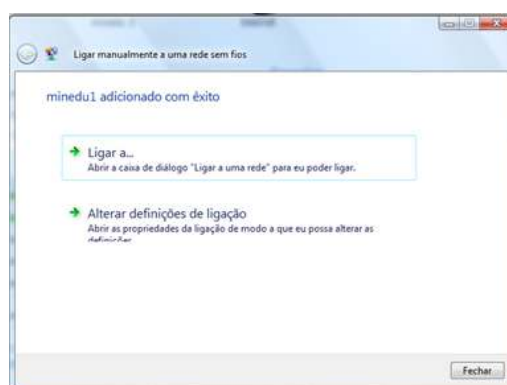 Ligar manualmente a uma rede sem fios
minedu1 adicionado com êxito
Ligar a...
Abrir a caixa de diálogo "Ligar a uma rede" para eu poder ligar.
Alterar definições de ligação
Abrir as propriedades da ligação de modo a que eu possa alterar as
definições
Fechar